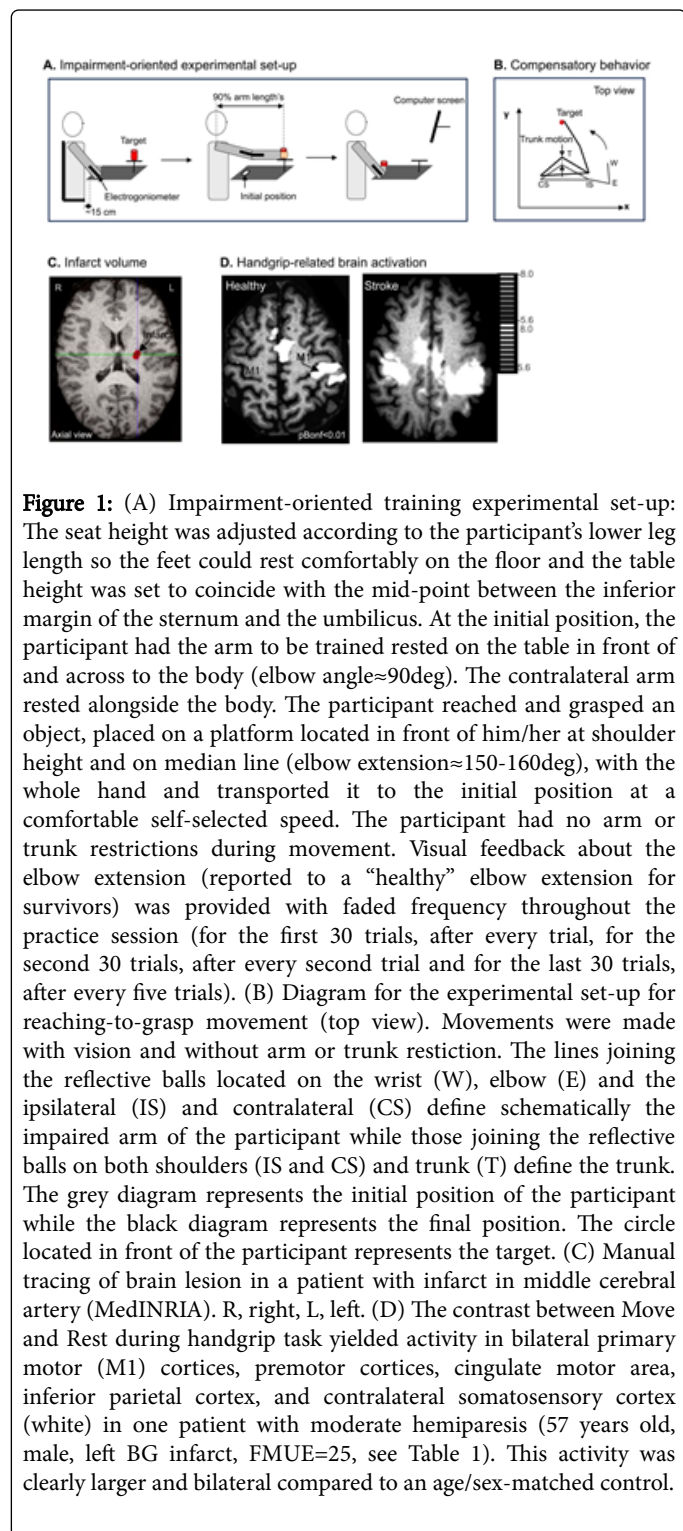 A. Impairment-oriented experimental set-up
B. Compensatory behavior
90% arm length's
Computer screen
Target
Electrogoniometer
Initial position
~15 cm
Top view
y
Target
Trunk motion
T
W
CS
IS
E
x
C. Infarct volume
D. Handgrip-related brain activation
R
L
Infarct
Axial view
Healthy
M1
M1
pBonf<0.01
Stroke
8.0
5.6
8.0
5.6
Figure 1: (A) Impairment-oriented training experimental set-up:
The seat height was adjusted according to the participant's lower leg
length so the feet could rest comfortably on the floor and the table
height was set to coincide with the mid-point between the inferior
margin of the sternum and the umbilicus. At the initial position, the
participant had the arm to be trained rested on the table in front of
and across to the body (elbow angle≈90deg). The contralateral arm
rested alongside the body. The participant reached and grasped an
object, placed on a platform located in front of him/her at shoulder
height and on median line (elbow extension≈150-160deg), with the
whole hand and transported it to the initial position at a
comfortable self-selected speed. The participant had no arm or
trunk restrictions during movement. Visual feedback about the
elbow extension (reported to a “healthy” elbow extension for
survivors) was provided with faded frequency throughout the
practice session (for the first 30 trials, after every trial, for the
second 30 trials, after every second trial and for the last 30 trials,
after every five trials). (B) Diagram for the experimental set-up for
reaching-to-grasp movement (top view). Movements were made
with vision and without arm or trunk restiction. The lines joining
the reflective balls located on the wrist (W), elbow (E) and the
ipsilateral (IS) and contralateral (CS) define schematically the
impaired arm of the participant while those joining the reflective
balls on both shoulders (IS and CS) and trunk (T) define the trunk.
The grey diagram represents the initial position of the participant
while the black diagram represents the final position. The circle
located in front of the participant represents the target. (C) Manual
tracing of brain lesion in a patient with infarct in middle cerebral
artery (MedINRIA). R, right, L, left. (D) The contrast between Move
and Rest during handgrip task yielded activity in bilateral primary
motor (M1) cortices, premotor cortices, cingulate motor area,
inferior parietal cortex, and contralateral somatosensory cortex
(white) in one patient with moderate hemiparesis (57 years old,
male, left BG infarct, FMUE=25, see Table 1). This activity was
clearly larger and bilateral compared to an age/sex-matched control.